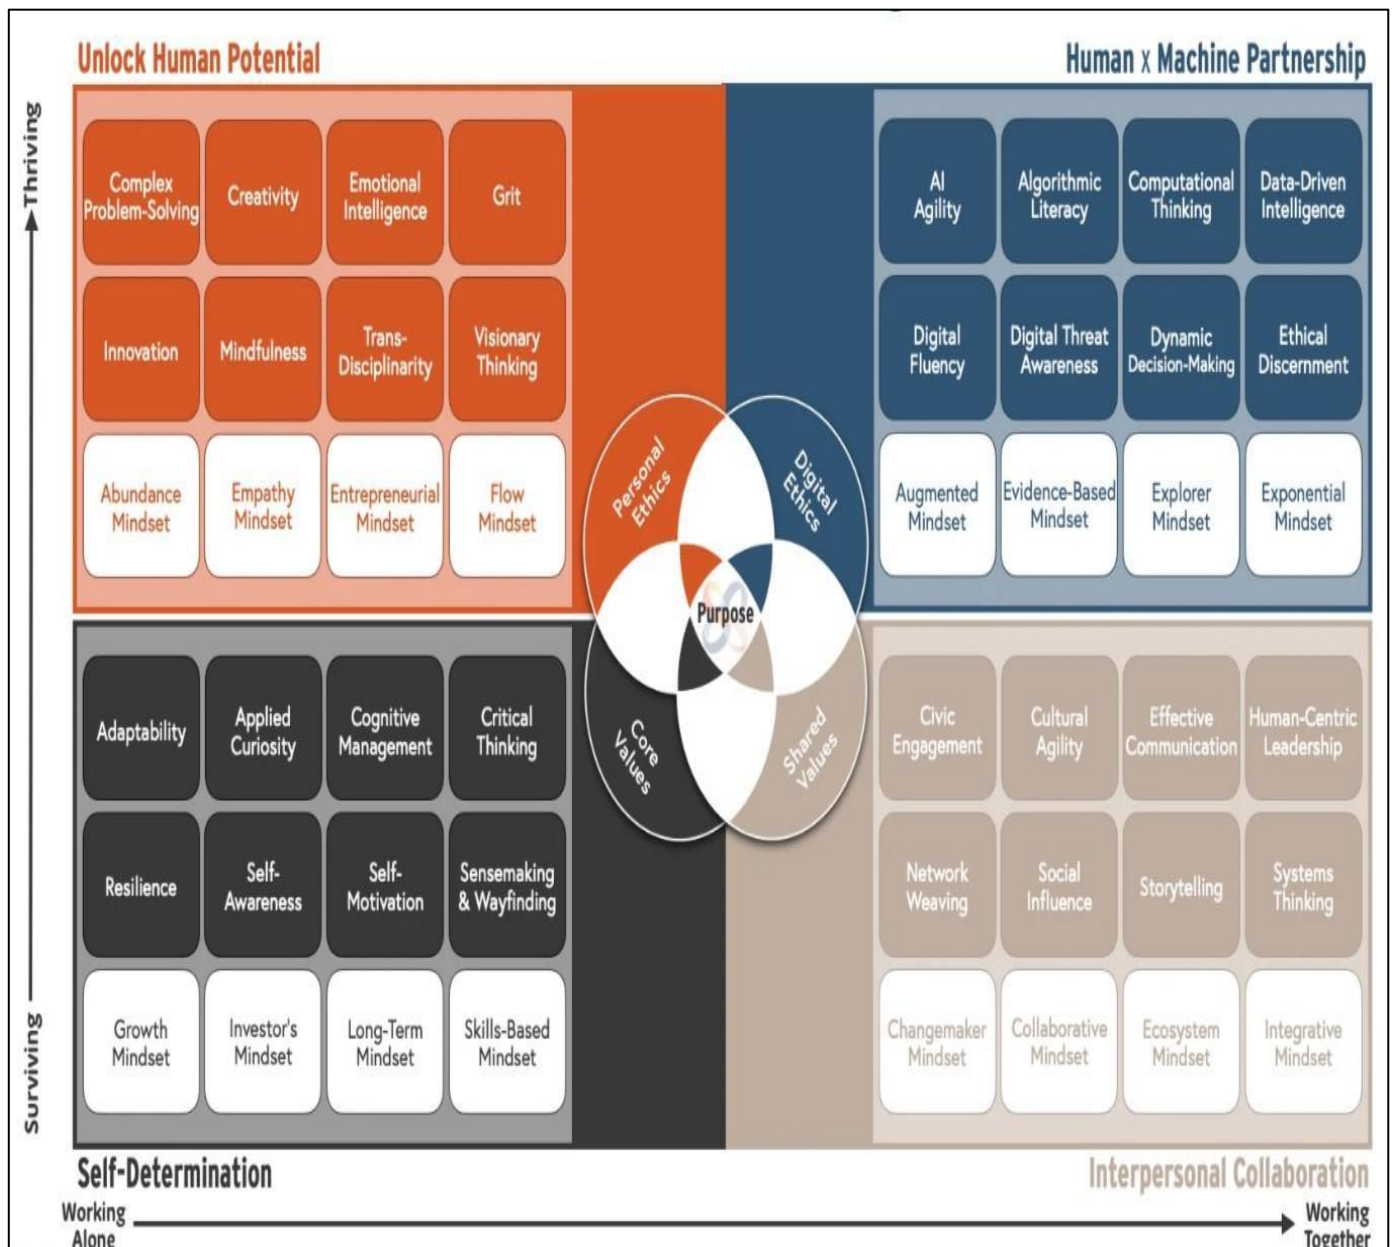 Unlock Human Potential
Human x Machine Partnership
Thriving
Surviving
Complex
Problem-Solving
Creativity
Emotional
Intelligence
Grit
Innovation
Mindfulness
Trans-
Disciplinarity
Visionary
Thinking
Abundance
Mindset
Empathy
Mindset
Entrepreneurial
Mindset
Flow
Mindset
AI
Agility
Algorithmic
Literacy
Computational
Thinking
Data-Driven
Intelligence
Digital
Fluency
Digital Threat
Awareness
Dynamic
Decision-Making
Ethical
Discernment
Augmented
Mindset
Evidence-Based
Mindset
Explorer
Mindset
Exponential
Mindset
Personal
Ethics
Digital
Ethics
Purpose
Core
Values
Shared
Values
Adaptability
Applied
Curiosity
Cognitive
Management
Critical
Thinking
Resilience
Self-
Awareness
Self-
Motivation
Sensemaking
& Wayfinding
Growth
Mindset
Investor's
Mindset
Long-Term
Mindset
Skills-Based
Mindset
Civic
Engagement
Cultural
Agility
Effective
Communication
Human-Centric
Leadership
Network
Weaving
Social
Influence
Storytelling
Systems
Thinking
Changemaker
Mindset
Collaborative
Mindset
Ecosystem
Mindset
Integrative
Mindset
Self-Determination
Interpersonal Collaboration
Working
Alone
Working
Together